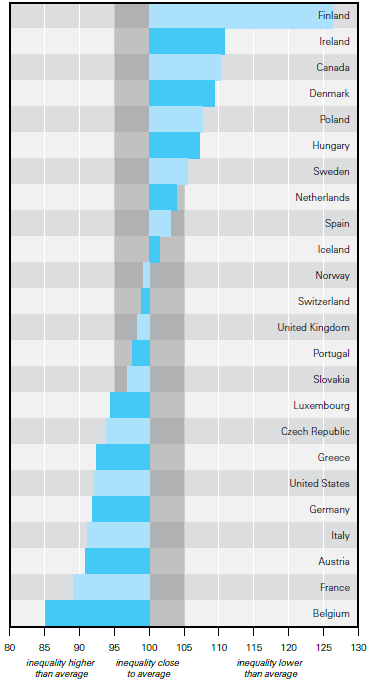 Finland
Ireland
Canada
Denmark
Poland
Hungary
Sweden
Netherlands
Spain
Iceland
Norway
Switzerland
United Kingdom
Portugal
Slovakia
Luxembourg
Czech Republic
Greece
United States
Germany
Italy
Austria
France
Belgium
80 85 90 95 100 105 110 115 120 125 130
inequality higher inequality close inequality lower
than average to average than average